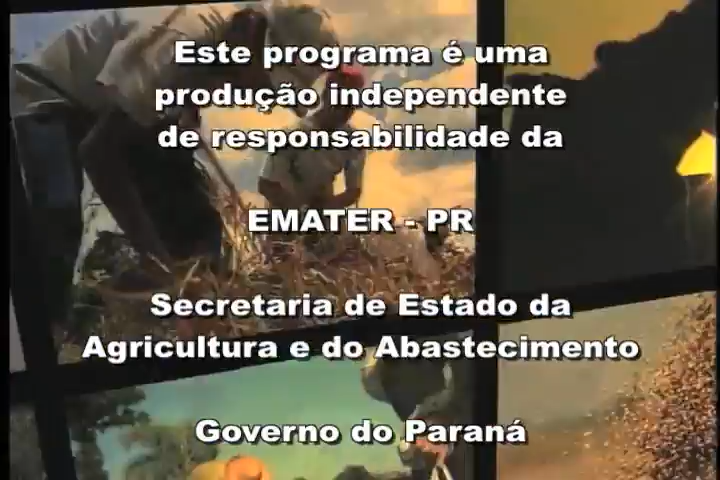 Este programa é uma
produção independente
de responsabilidade da
EMATER - PR
Secretaria de Estado da
Agricultura e do Abastecimento
Governo do Paraná